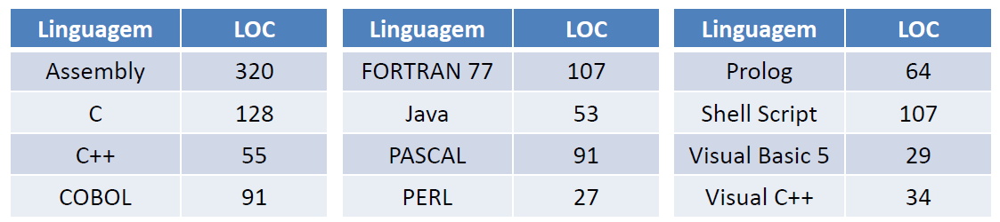 Linguagem LOC
Assembly 320
C 128
C++ 55
COBOL 91
Linguagem LOC
FORTRAN 77 107
Java 53
PASCAL 91
PERL 27
Linguagem LOC
Prolog 64
Shell Script 107
Visual Basic 5 29
Visual C++ 34